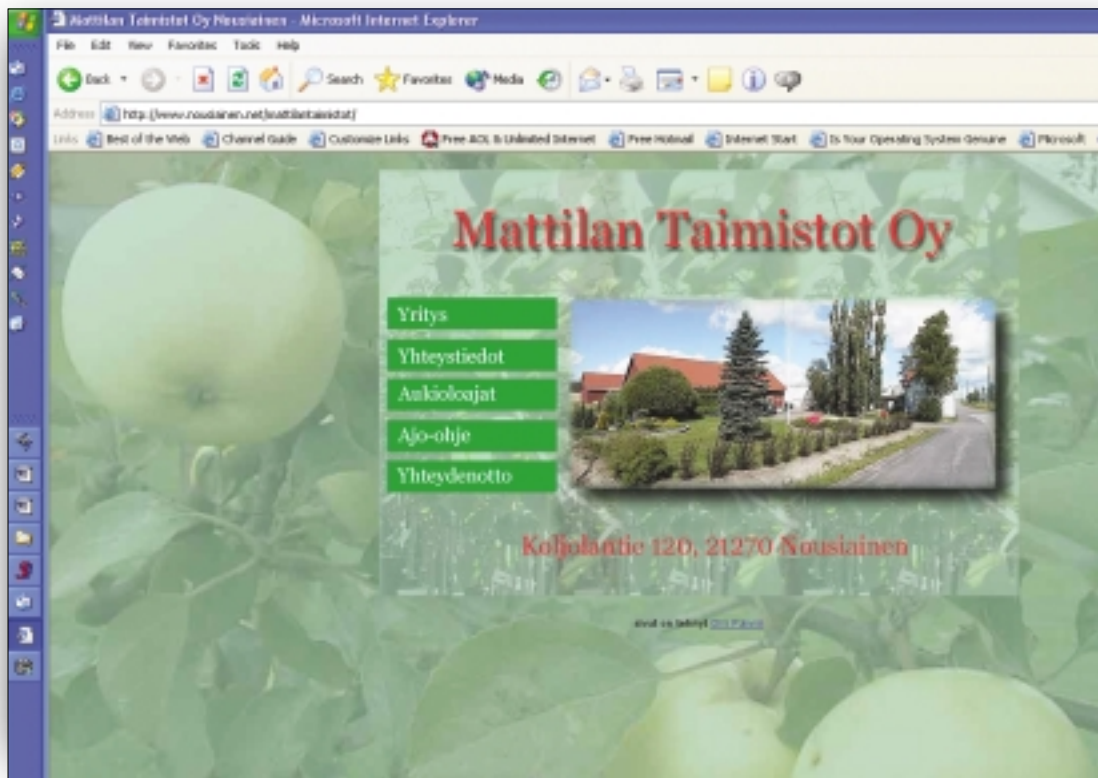 Mattilan Taimistot Oy Nousiainen - Microsoft Internet Explorer
File Edit View Favorites Tools Help
Back Search Favorites Media
Address http://www.nousiainen.net/mattilantaimistot/
Links Best of the Web Channel Guide Customize Links Free AOL & Unlimited Internet Free Hotmail Internet Start Is Your Operating System Genuine Microsoft
Mattilan Taimistot Oy
Yritys
Yhteystiedot
Aukioloajat
Ajo-ohje
Yhteydenotto
Koljolantie 120, 21270 Nousiainen
sivut on tehnyt